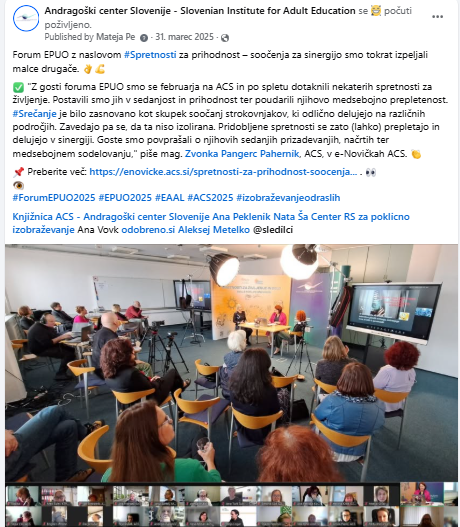 Andragoški center Slovenije - Slovenian Institute for Adult Education se 😇 počuti
poživljeno.
Published by Mateja Pe · 31. marec 2025 ·
Forum EPUO z naslovom #Spretnosti za prihodnost – soočenja za sinergijo smo tokrat izpeljali
malce drugače. 👌💪
✅ "Z gosti foruma EPUO smo se februarja na ACS in po spletu dotaknili nekaterih spretnosti za
življenje. Postavili smo jih v sedanjost in prihodnost ter poudarili njihovo medsebojno prepletenost.
#Srečanje je bilo zasnovano kot skupek soočanj strokovnjakov, ki odlično delujejo na različnih
področjih. Zavedajo pa se, da ta niso izolirana. Pridobljene spretnosti se zato (lahko) prepletajo in
delujejo v sinergiji. Goste smo povprašali o njihovih sedanjih prizadevanjih, načrtih ter
medsebojnem sodelovanju," piše mag. Zvonka Pangerc Pahernik, ACS, v e-Novičkah ACS. 👏
📌 Preberite več: https://enovicke.acs.si/spretnosti-za-prihodnost-soocenja... . 👀
👁
#ForumEPUO2025 #EPUO2025 #EAAL #ACS2025 #izobraževanjeodraslih
Knjižnica ACS - Andragoški center Slovenije Ana Peklenik Nata Ša Center RS za poklicno
izobraževanje Ana Vovk odobreno.si Aleksej Metelko @sledilci